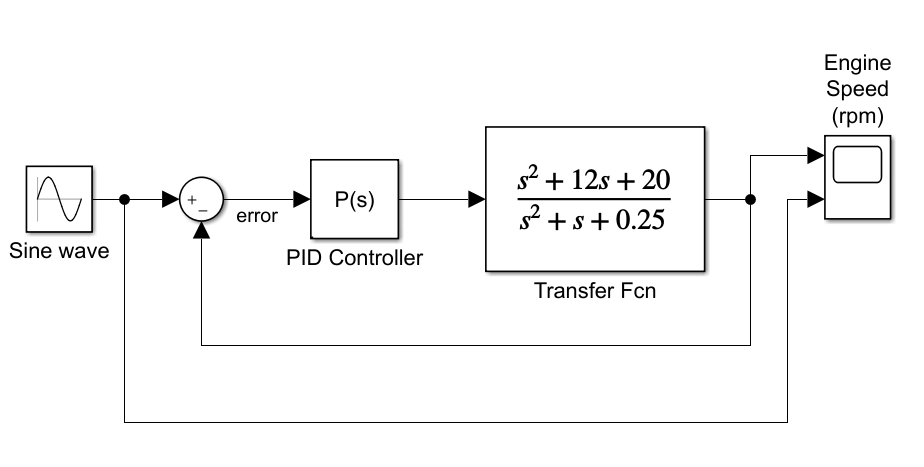 Engine
Speed
(rpm)
+
−
error
P(s)
s² + 12s + 20
s² + s + 0.25
Sine wave
PID Controller
Transfer Fcn